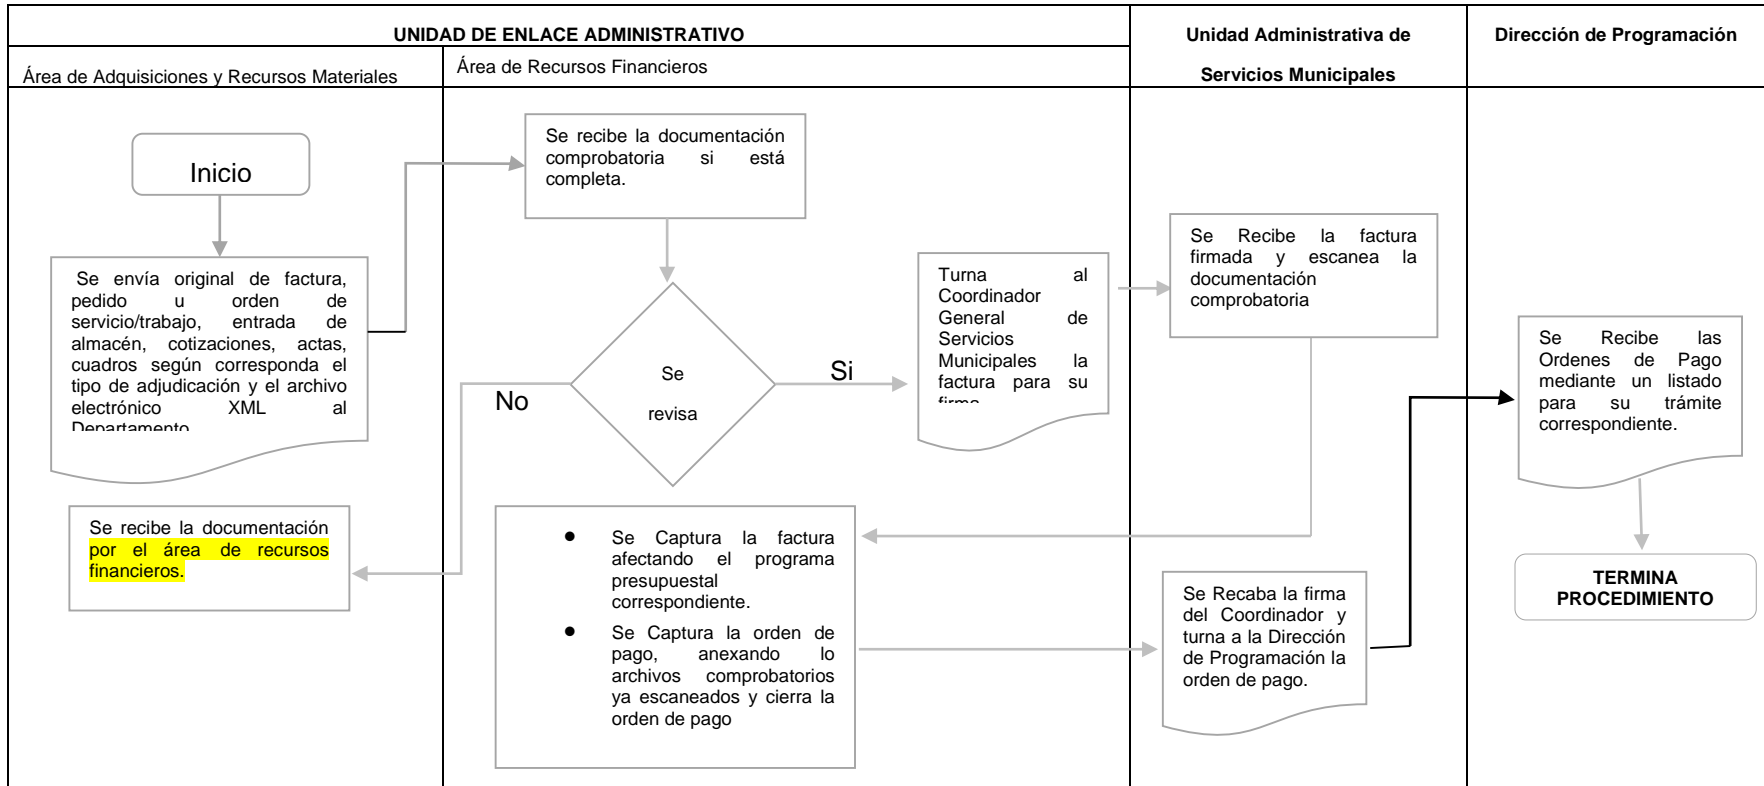 UNIDAD DE ENLACE ADMINISTRATIVO
Unidad Administrativa de
Servicios Municipales
Dirección de Programación
Área de Adquisiciones y Recursos Materiales
Área de Recursos Financieros
Inicio
Se envía original de factura,
pedido u orden de
servicio/trabajo, entrada de
almacén, cotizaciones, actas,
cuadros según corresponda el
tipo de adjudicación y el archivo
electrónico XML al
Departamento
Se recibe la documentación
por el área de recursos
financieros.
Se recibe la documentación
comprobatoria si está
completa.
Se
revisa
No
Si
Turna al
Coordinador
General de
Servicios
Municipales la
factura para su
firma
● Se Captura la factura
afectando el programa
presupuestal
correspondiente.
● Se Captura la orden de
pago, anexando lo
archivos comprobatorios
ya escaneados y cierra la
orden de pago
Se Recibe la factura
firmada y escanea la
documentación
comprobatoria
Se Recaba la firma
del Coordinador y
turna a la Dirección
de Programación la
orden de pago.
Se Recibe las
Ordenes de Pago
mediante un listado
para su trámite
correspondiente.
TERMINA
PROCEDIMIENTO